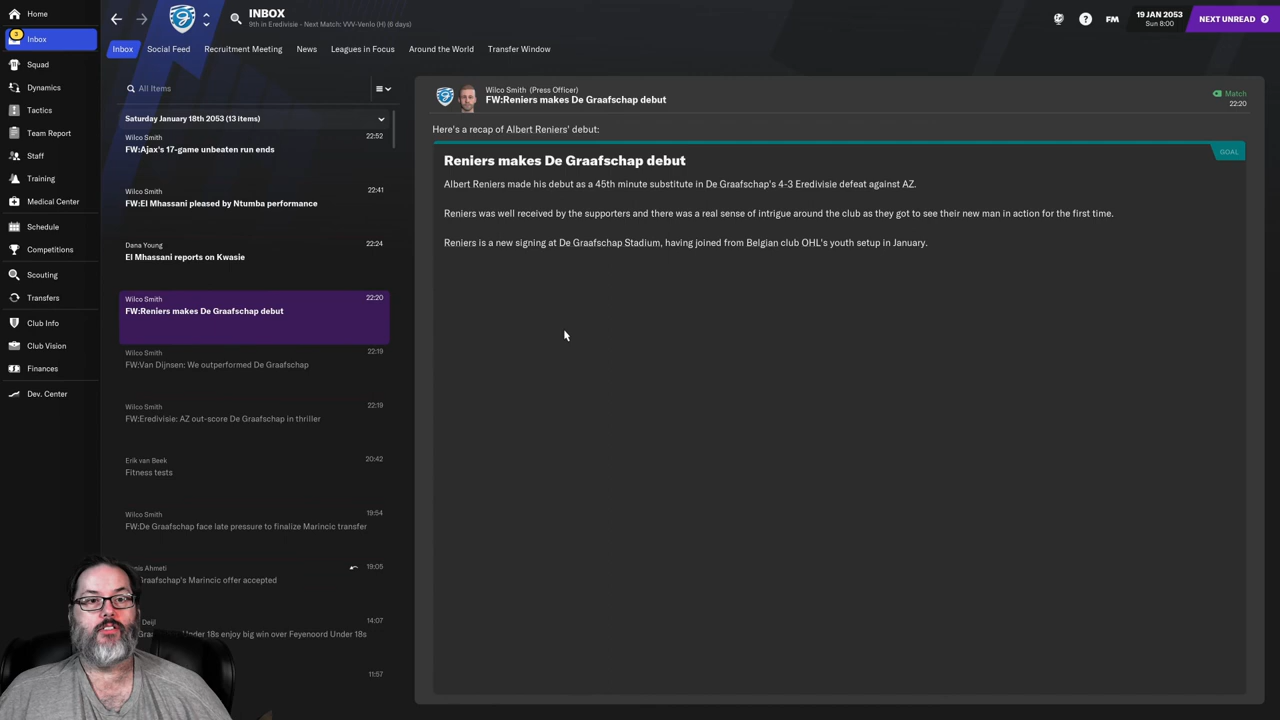 Home
3
Inbox
Squad
Dynamics
Tactics
Team Report
Staff
Training
Medical Center
Schedule
Competitions
Scouting
Transfers
Club Info
Club Vision
Finances
Dev. Center
INBOX
9th in Eredivisie - Next Match: VVV-Venlo (H) (6 days)
FM
19 JAN 2053
Sun 8:00
NEXT UNREAD
Inbox
Social Feed
Recruitment Meeting
News
Leagues in Focus
Around the World
Transfer Window
All Items
Saturday January 18th 2053 (13 items)
Wilco Smith 22:52
FW:Ajax's 17-game unbeaten run ends
Wilco Smith 22:41
FW:El Mhassani pleased by Ntumba performance
Dana Young 22:24
El Mhassani reports on Kwasie
Wilco Smith 22:20
FW:Reniers makes De Graafschap debut
Wilco Smith 22:19
FW:Van Dijnsen: We outperformed De Graafschap
Wilco Smith 22:19
FW:Eredivisie: AZ out-score De Graafschap in thriller
Erik van Beek 20:42
Fitness tests
Wilco Smith 19:54
FW:De Graafschap face late pressure to finalize Marincic transfer
Ahmeti 19:05
Graafschap's Marincic offer accepted
Deijl 14:07
Under 18s enjoy big win over Feyenoord Under 18s
11:57
Wilco Smith (Press Officer)
FW:Reniers makes De Graafschap debut
Match
22:20
Here's a recap of Albert Reniers' debut:
GOAL
Reniers makes De Graafschap debut
Albert Reniers made his debut as a 45th minute substitute in De Graafschap's 4-3 Eredivisie defeat against AZ.
Reniers was well received by the supporters and there was a real sense of intrigue around the club as they got to see their new man in action for the first time.
Reniers is a new signing at De Graafschap Stadium, having joined from Belgian club OHL's youth setup in January.